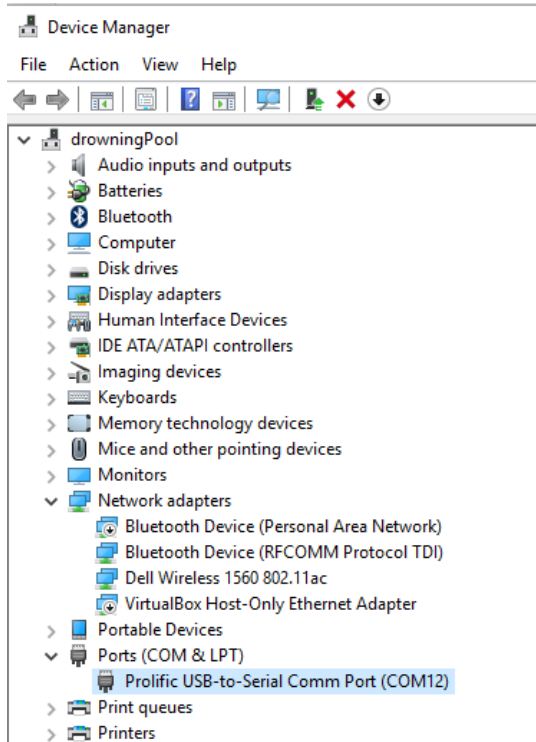 Device Manager
File Action View Help
drowningPool
Audio inputs and outputs
Batteries
Bluetooth
Computer
Disk drives
Display adapters
Human Interface Devices
IDE ATA/ATAPI controllers
Imaging devices
Keyboards
Memory technology devices
Mice and other pointing devices
Monitors
Network adapters
Bluetooth Device (Personal Area Network)
Bluetooth Device (RFCOMM Protocol TDI)
Dell Wireless 1560 802.11ac
VirtualBox Host-Only Ethernet Adapter
Portable Devices
Ports (COM & LPT)
Prolific USB-to-Serial Comm Port (COM12)
Print queues
Printers